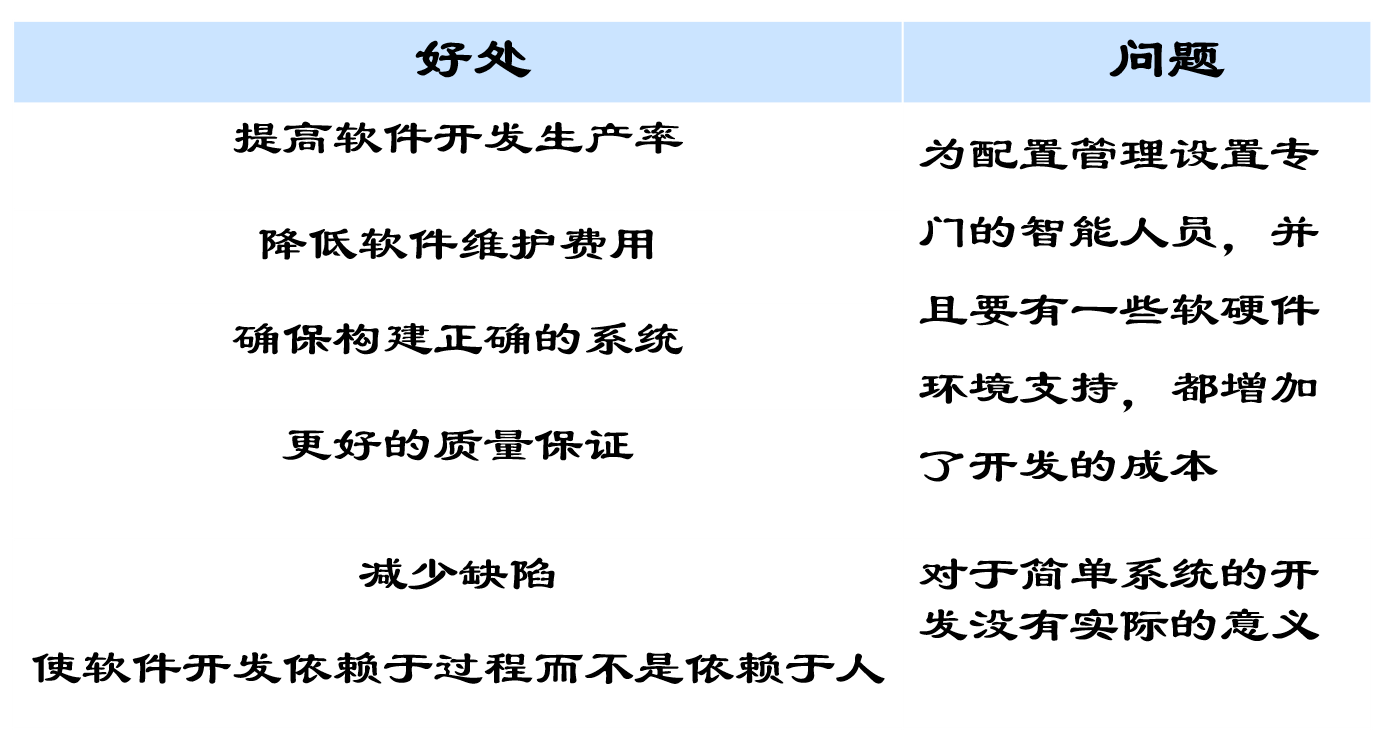 好处
问题
提高软件开发生产率
降低软件维护费用
确保构建正确的系统
更好的质量保证
减少缺陷
使软件开发依赖于过程而不是依赖于人
为配置管理设置专
门的智能人员，并
且要有一些软硬件
环境支持，都增加
了开发的成本
对于简单系统的开
发没有实际的意义